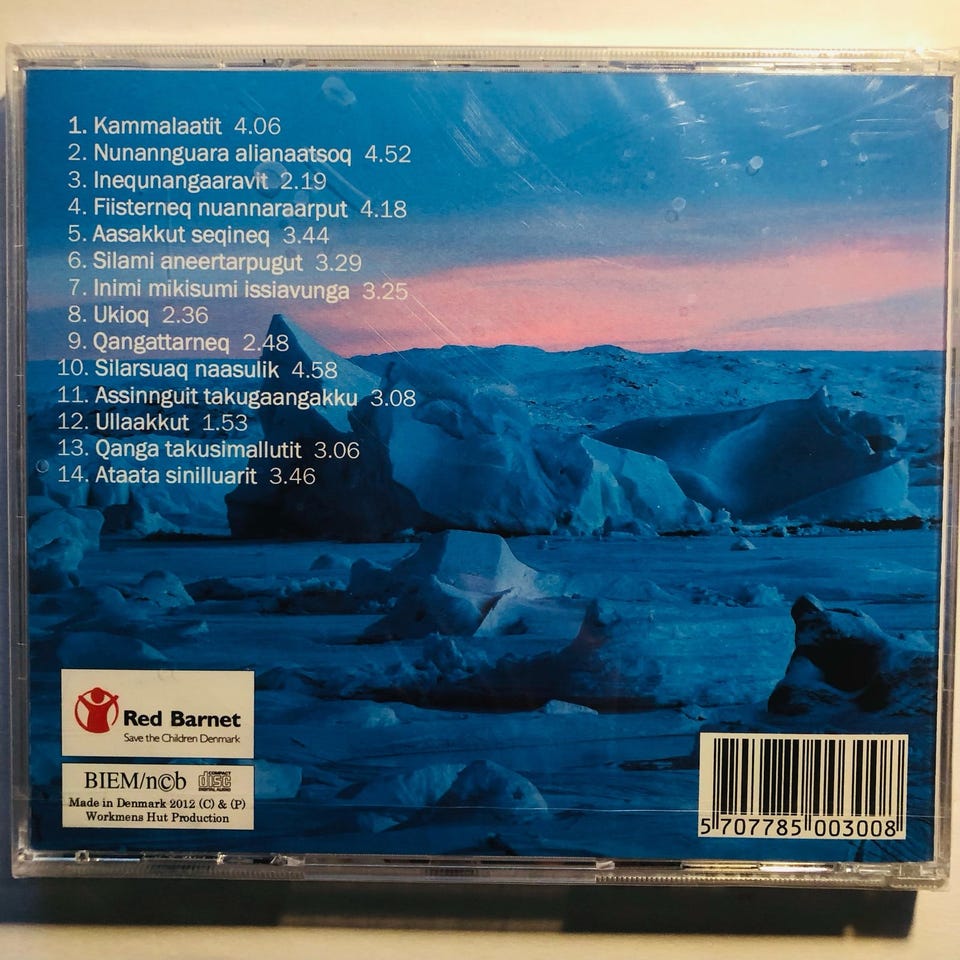 1. Kammalaatit 4.06
2. Nunannguara alianaatsoq 4.52
3. Inequnangaaravit 2.19
4. Fiisterneq nuannaraarput 4.18
5. Aasakkut seqineq 3.44
6. Silami aneertarpugut 3.29
7. Inimi mikisumi issiavunga 3.25
8. Ukioq 2.36
9. Qangattarneq 2.48
10. Silarsuaq naasulik 4.58
11. Assinnguit takugaangakku 3.08
12. Ullaakkut 1.53
13. Qanga takusimallutit 3.06
14. Ataata sinilluarit 3.46
Red Barnet
Save the Children Denmark
BIEM/n©b COMPACT disc DIGITAL AUDIO
Made in Denmark 2012 (C) & (P)
Workmens Hut Production
5 707785 003008